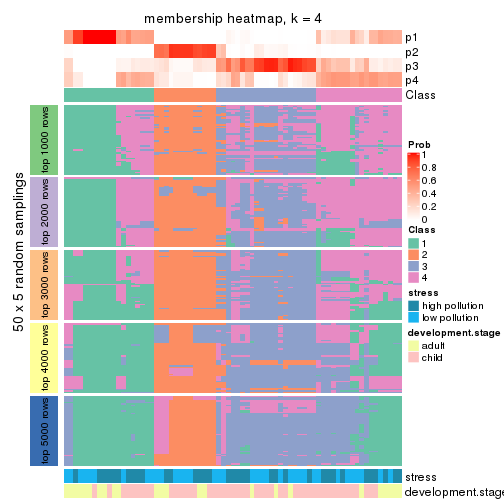 membership heatmap, k = 4
p1
p2
p3
p4
Class
50 x 5 random samplings
top 1000 rows
top 2000 rows
top 3000 rows
top 4000 rows
top 5000 rows
Prob
1
0.8
0.6
0.4
0.2
0
Class
1
2
3
4
stress
high pollution
low pollution
development.stage
adult
child
stress
development.stage